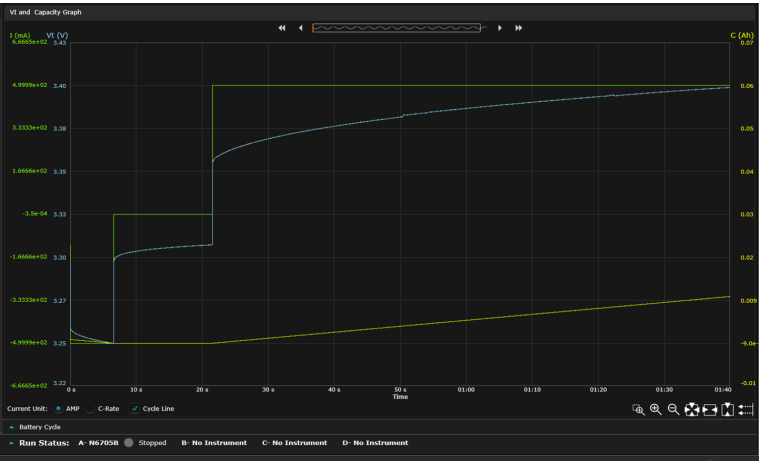 VI and Capacity Graph
I (mA) Vt (V) C (Ah)
6.6665e+02 3.43 0.07
4.9999e+02 3.40 0.06
3.3333e+02 3.38 0.05
1.6666e+02 3.35 0.04
-3.5e-04 3.33 0.03
-1.6666e+02 3.30 0.02
-3.3333e+02 3.27 0.009
-4.9999e+02 3.25 -9.0e-
-6.6665e+02 3.22 -0.01
0 s 10 s 20 s 30 s 40 s 50 s 01:00 01:10 01:20 01:30 01:40
Time
Current Unit: AMP C-Rate Cycle Line
Battery Cycle
Run Status: A- N6705B Stopped B- No Instrument C- No Instrument D- No Instrument